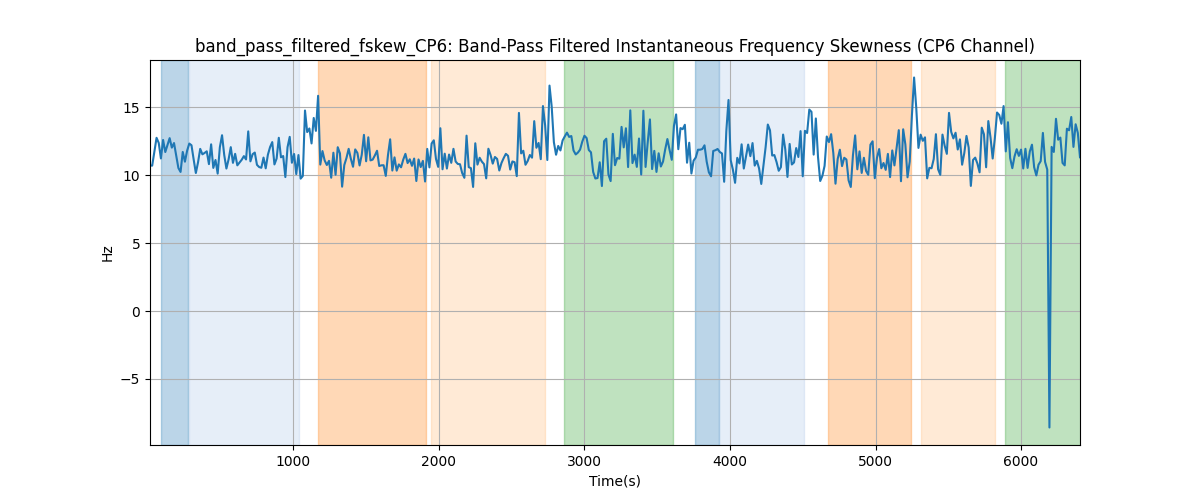 band_pass_filtered_fskew_CP6: Band-Pass Filtered Instantaneous Frequency Skewness (CP6 Channel)
15
10
5
0
−5
Hz
1000 2000 3000 4000 5000 6000
Time(s)